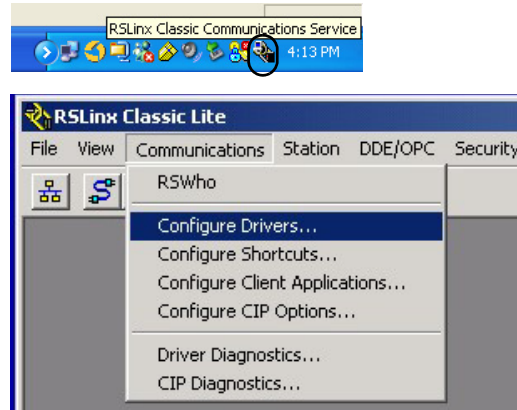 RSLinx Classic Communications Service
4:13 PM
RSLinx Classic Lite
File View Communications Station DDE/OPC Security
RSWho
Configure Drivers...
Configure Shortcuts...
Configure Client Applications...
Configure CIP Options...
Driver Diagnostics...
CIP Diagnostics...